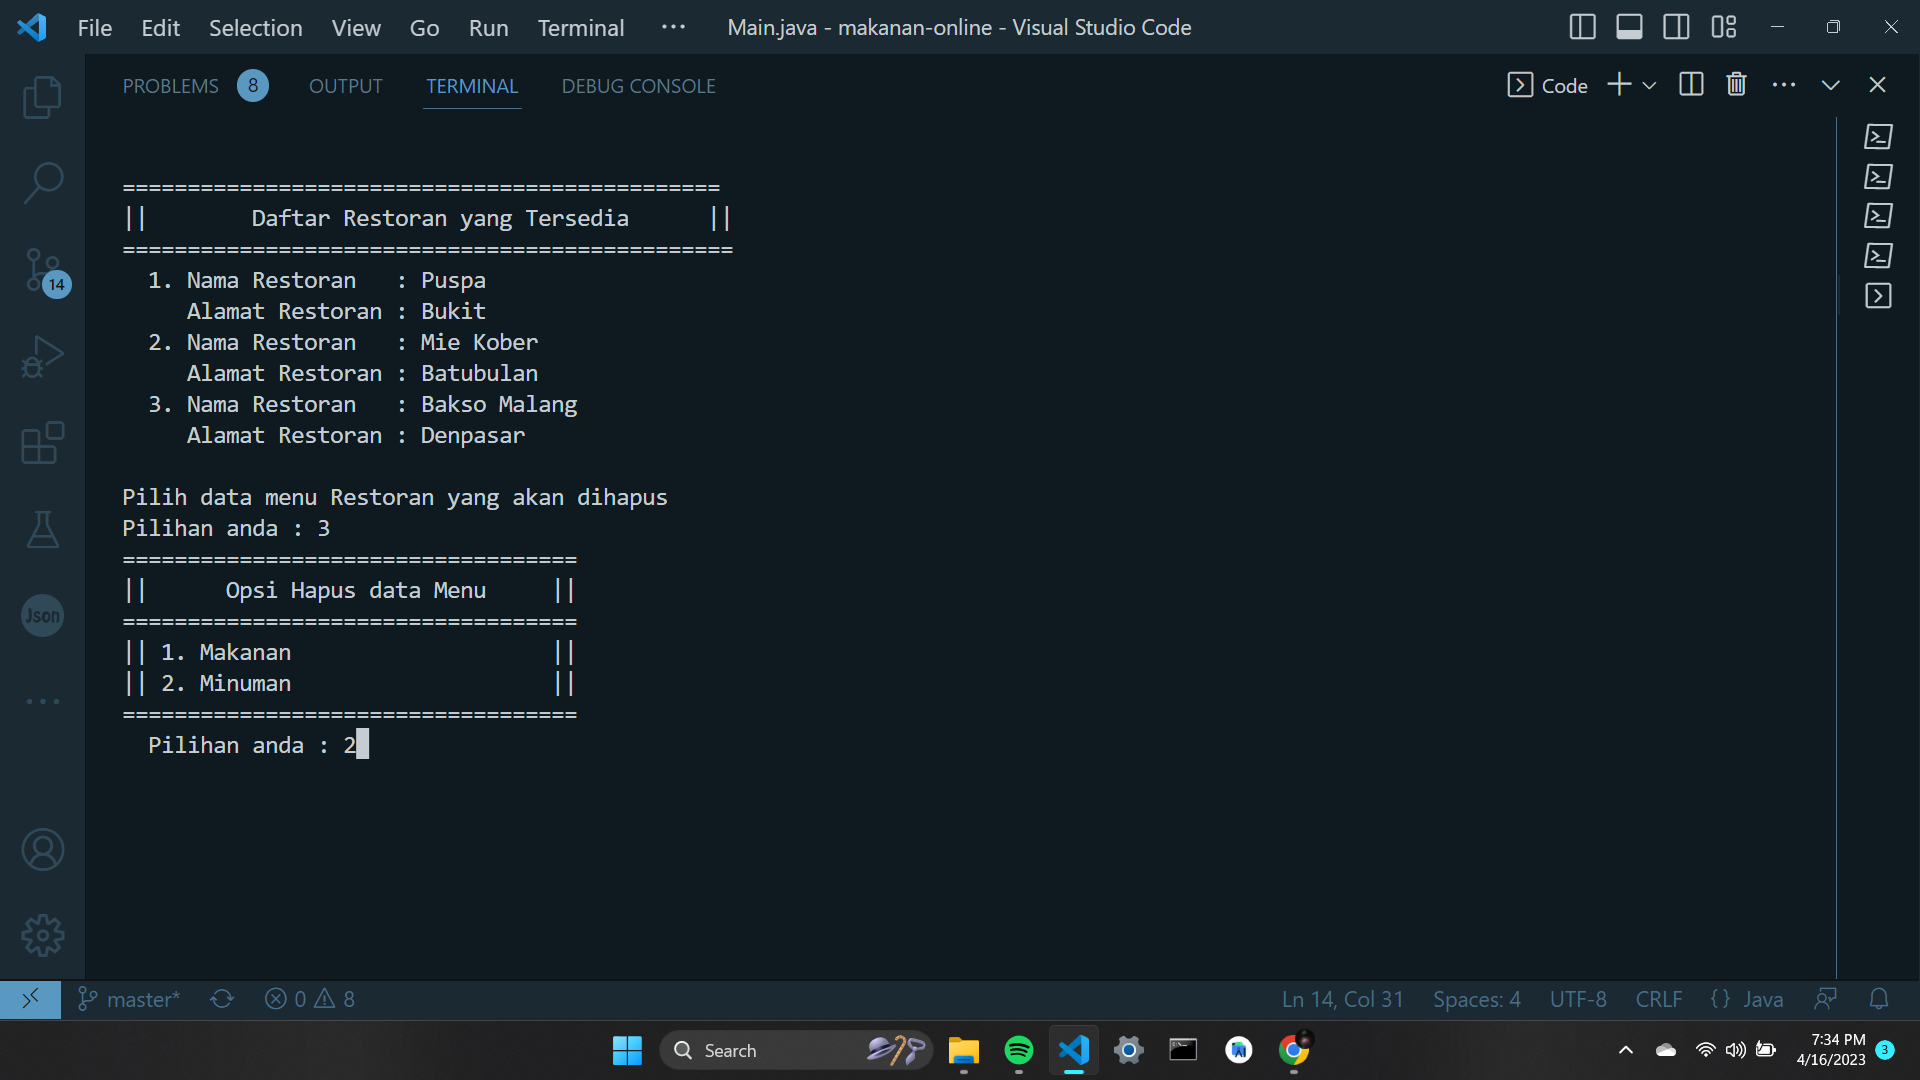 File Edit Selection View Go Run Terminal ··· Main.java - makanan-online - Visual Studio Code
PROBLEMS 8 OUTPUT TERMINAL DEBUG CONSOLE Code
==============================================
||        Daftar Restoran yang Tersedia      ||
===============================================
  1. Nama Restoran   : Puspa
     Alamat Restoran : Bukit
  2. Nama Restoran   : Mie Kober
     Alamat Restoran : Batubulan
  3. Nama Restoran   : Bakso Malang
     Alamat Restoran : Denpasar
Pilih data menu Restoran yang akan dihapus
Pilihan anda : 3
===================================
||      Opsi Hapus data Menu     ||
===================================
|| 1. Makanan                    ||
|| 2. Minuman                    ||
===================================
  Pilihan anda : 2
14
Json
master* 0 8 Ln 14, Col 31 Spaces: 4 UTF-8 CRLF {} Java
Search
7:34 PM
4/16/2023 3